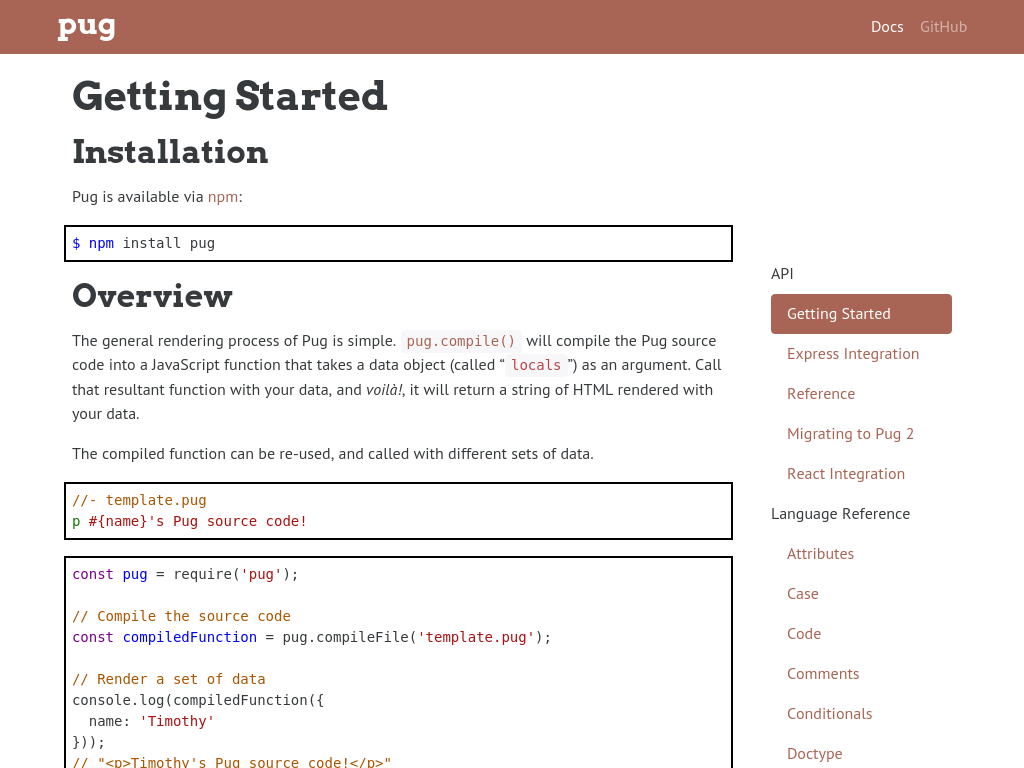 pug
Docs GitHub
Getting Started
Installation
Pug is available via npm:
$ npm install pug
Overview
The general rendering process of Pug is simple. pug.compile() will compile the Pug source
code into a JavaScript function that takes a data object (called “locals”) as an argument. Call
that resultant function with your data, and voilà!, it will return a string of HTML rendered with
your data.
The compiled function can be re-used, and called with different sets of data.
//- template.pug
p #{name}'s Pug source code!
const pug = require('pug');
// Compile the source code
const compiledFunction = pug.compileFile('template.pug');
// Render a set of data
console.log(compiledFunction({
  name: 'Timothy'
}));
// "<p>Timothy's Pug source code!</p>"
API
Getting Started
Express Integration
Reference
Migrating to Pug 2
React Integration
Language Reference
Attributes
Case
Code
Comments
Conditionals
Doctype